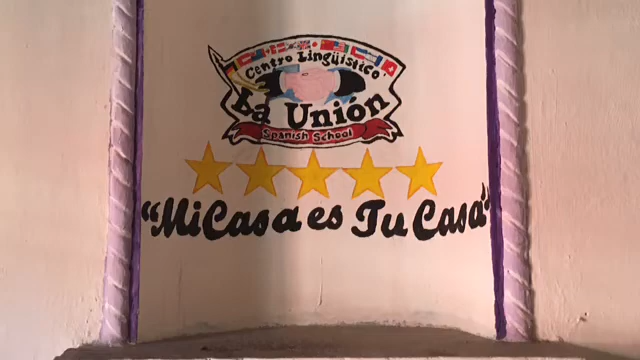 Centro Lingüístico
La Unión
Spanish School
"Mi Casa es Tu Casa"